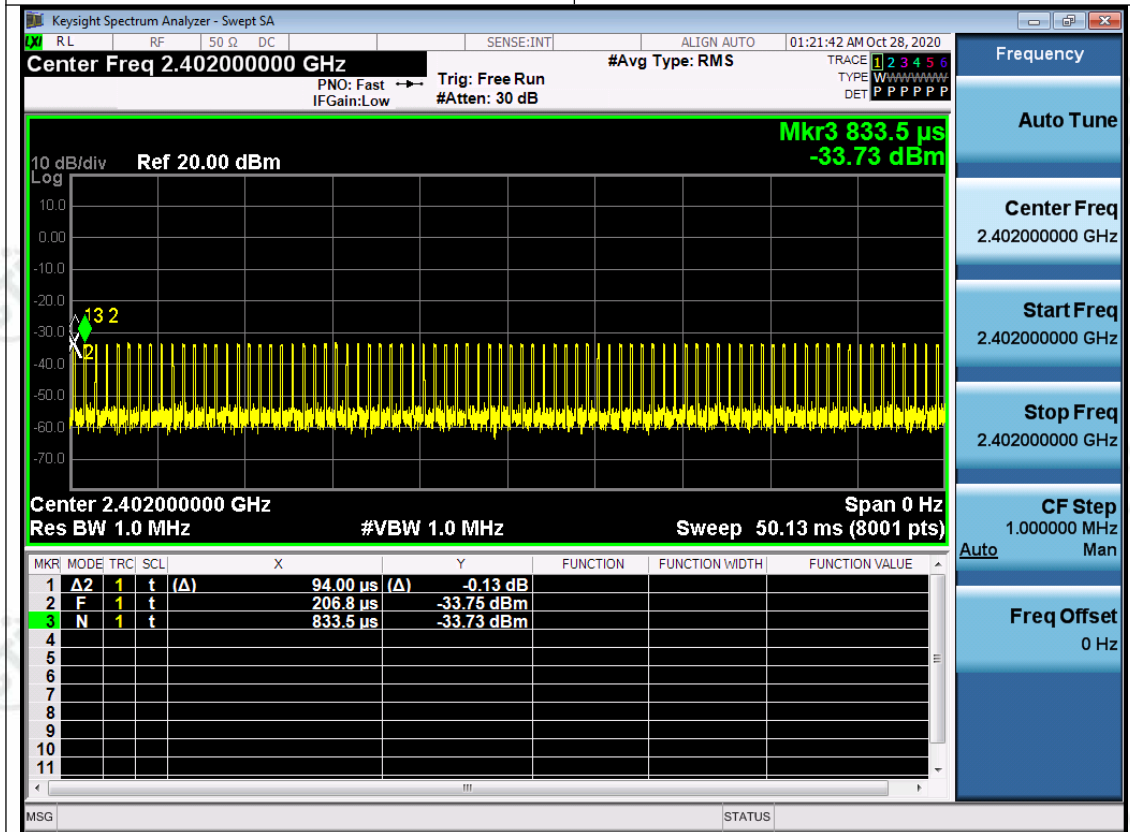 Keysight Spectrum Analyzer - Swept SA
LXI RL RF 50 Ω DC SENSE:INT ALIGN AUTO 01:21:42 AM Oct 28, 2020
Center Freq 2.402000000 GHz #Avg Type: RMS TRACE 1 2 3 4 5 6
PNO: Fast Trig: Free Run TYPE WWWWWW
IFGain:Low #Atten: 30 dB DET P P P P P P
Mkr3 833.5 µs
10 dB/div Ref 20.00 dBm -33.73 dBm
Log
10.0
0.00
-10.0
-20.0
13 2
-30.0
2
-40.0
-50.0
-60.0
-70.0
Center 2.402000000 GHz Span 0 Hz
Res BW 1.0 MHz #VBW 1.0 MHz Sweep 50.13 ms (8001 pts)
MKR MODE TRC SCL X Y FUNCTION FUNCTION WIDTH FUNCTION VALUE
1 Δ2 1 t (Δ) 94.00 µs (Δ) -0.13 dB
2 F 1 t 206.8 µs -33.75 dBm
3 N 1 t 833.5 µs -33.73 dBm
4
5
6
7
8
9
10
11
MSG STATUS
Frequency
Auto Tune
Center Freq
2.402000000 GHz
Start Freq
2.402000000 GHz
Stop Freq
2.402000000 GHz
CF Step
1.000000 MHz
Auto Man
Freq Offset
0 Hz